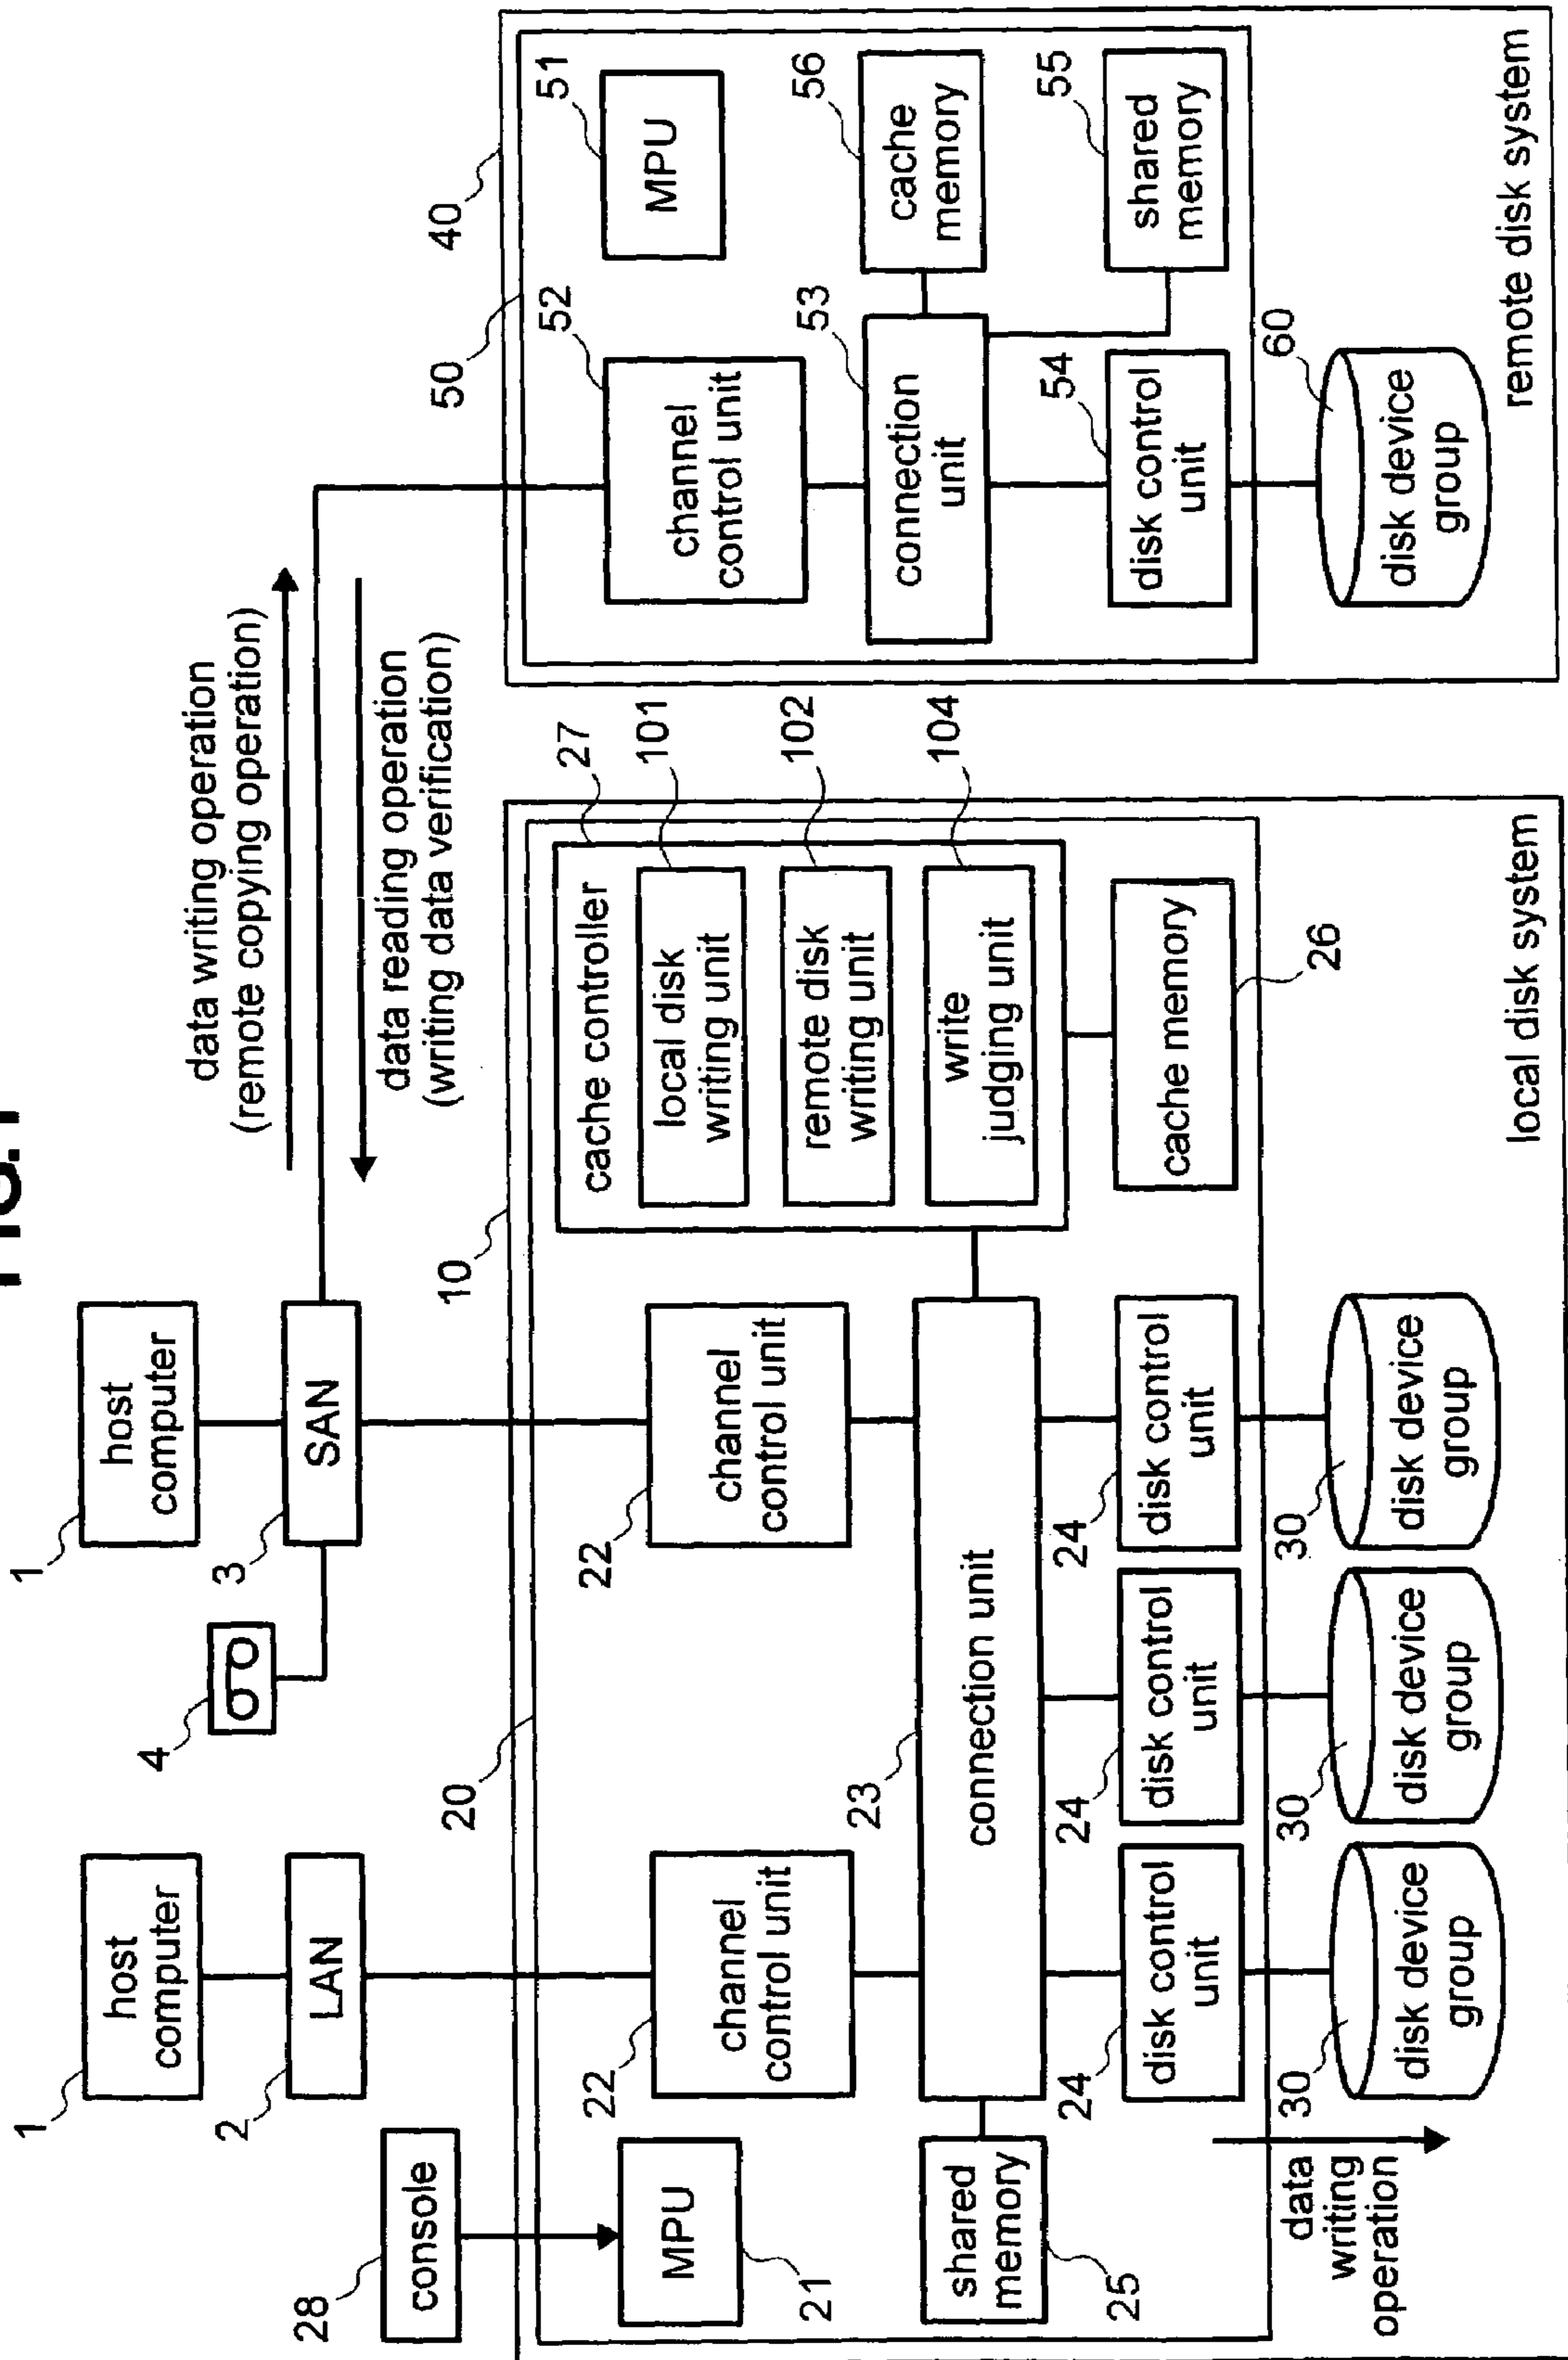 FIG.1
1
host
computer
1
host
computer
4
3
SAN
2
LAN
28
console
data writing operation
(remote copying operation)
data reading operation
(writing data verification)
10
20
40
50
MPU
21
22
channel
control unit
22
channel
control unit
27
cache controller
101
local disk
writing unit
102
remote disk
writing unit
104
write
judging unit
23
connection unit
shared
memory
25
cache memory
26
24
disk control
unit
24
disk control
unit
24
disk control
unit
30
disk device
group
30
disk device
group
30
disk device
group
data
writing
operation
local disk system
52
channel
control unit
51
MPU
53
connection
unit
56
cache
memory
54
disk control
unit
55
shared
memory
60
disk device
group
remote disk system